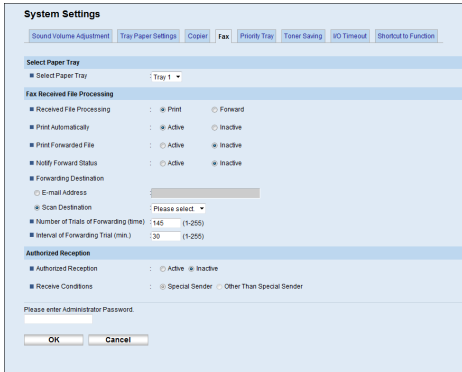 System Settings
Sound Volume Adjustment Tray Paper Settings Copier Fax Priority Tray Toner Saving I/O Timeout Shortcut to Function
Select Paper Tray
Select Paper Tray : Tray 1
Fax Received File Processing
Received File Processing : Print Forward
Print Automatically : Active Inactive
Print Forwarded File : Active Inactive
Notify Forward Status : Active Inactive
Forwarding Destination
E-mail Address :
Scan Destination : Please select.
Number of Trials of Forwarding (time) : 145 (1-255)
Interval of Forwarding Trial (min.) : 30 (1-255)
Authorized Reception
Authorized Reception : Active Inactive
Receive Conditions : Special Sender Other Than Special Sender
Please enter Administrator Password.
OK Cancel